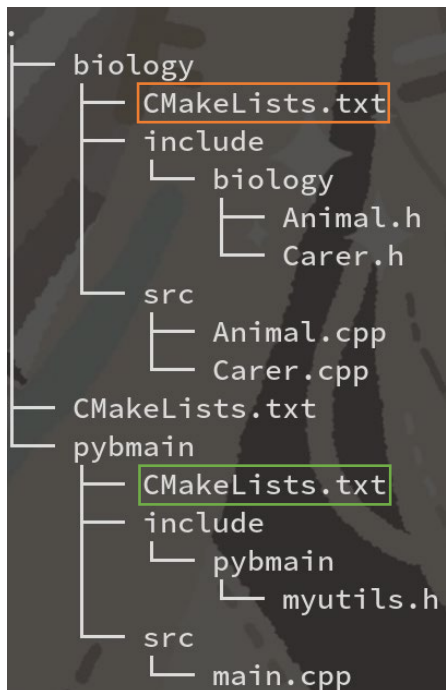 .
├── biology
│   ├── CMakeLists.txt
│   ├── include
│   │   └── biology
│   │       ├── Animal.h
│   │       └── Carer.h
│   └── src
│       ├── Animal.cpp
│       └── Carer.cpp
├── CMakeLists.txt
└── pybmain
    ├── CMakeLists.txt
    ├── include
    │   └── pybmain
    │       └── myutils.h
    └── src
        └── main.cpp